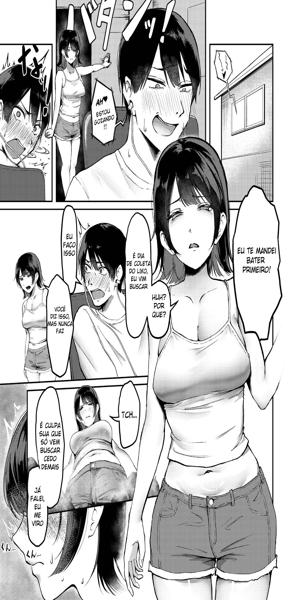 AH♥
ESTOU
GOZANDO
!!
EU TE MANDEI
BATER
PRIMEIRO!
É DIA
DE COLETA
DO LIXO,
EU VIM
BUSCAR
HUH?
POR
QUE?
EU
FAÇO
ISSO
VOCÊ
DIZ ISSO,
MAS NUNCA
FAZ
TCH...
É CULPA
SUA QUE
SÓ VEM
BUSCAR
CEDO
DEMAIS
JÁ
FALEI,
EU ME
VIRO